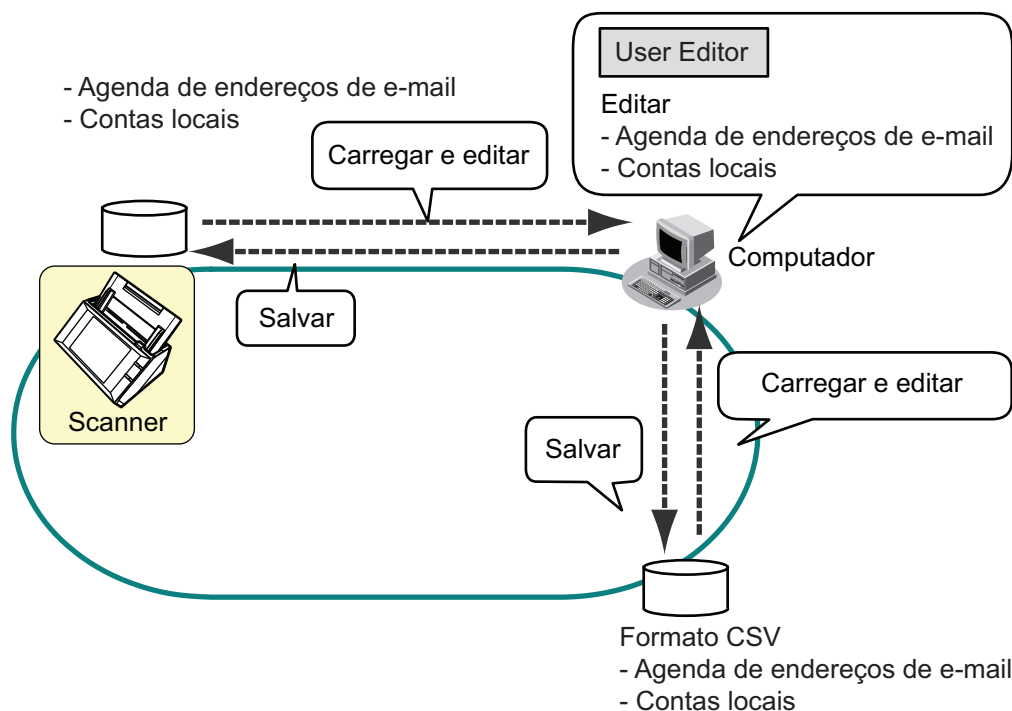 User Editor
Editar
- Agenda de endereços de e-mail
- Contas locais
- Agenda de endereços de e-mail
- Contas locais
Carregar e editar
Computador
Salvar
Scanner
Carregar e editar
Salvar
Formato CSV
- Agenda de endereços de e-mail
- Contas locais